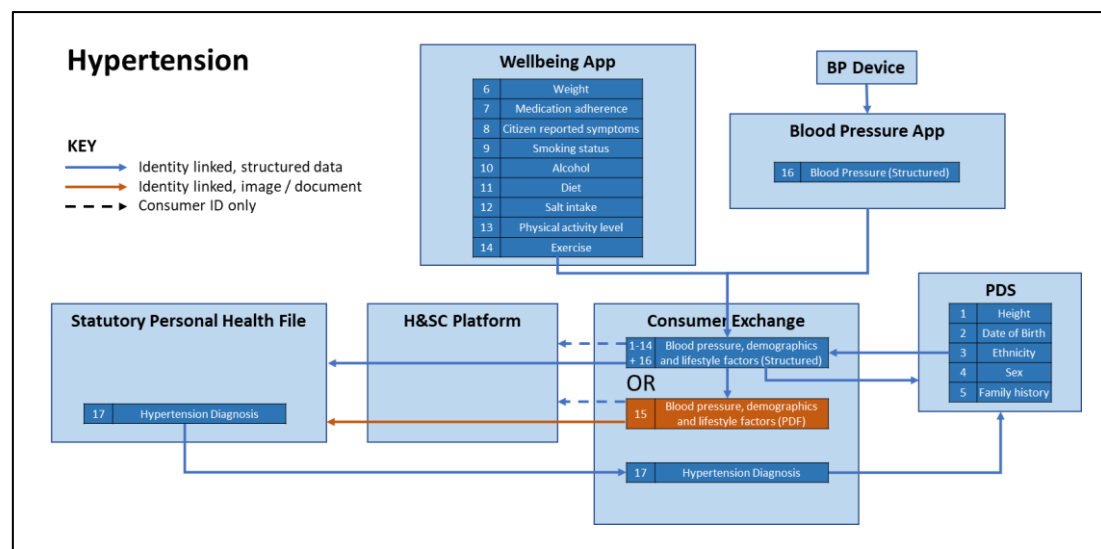 Hypertension
KEY
Identity linked, structured data
Identity linked, image / document
Consumer ID only
Wellbeing App
6 Weight
7 Medication adherence
8 Citizen reported symptoms
9 Smoking status
10 Alcohol
11 Diet
12 Salt intake
13 Physical activity level
14 Exercise
BP Device
Blood Pressure App
16 Blood Pressure (Structured)
Statutory Personal Health File
17 Hypertension Diagnosis
H&SC Platform
Consumer Exchange
1-14 Blood pressure, demographics
+ 16 and lifestyle factors (Structured)
OR
15 Blood pressure, demographics
and lifestyle factors (PDF)
17 Hypertension Diagnosis
PDS
1 Height
2 Date of Birth
3 Ethnicity
4 Sex
5 Family history